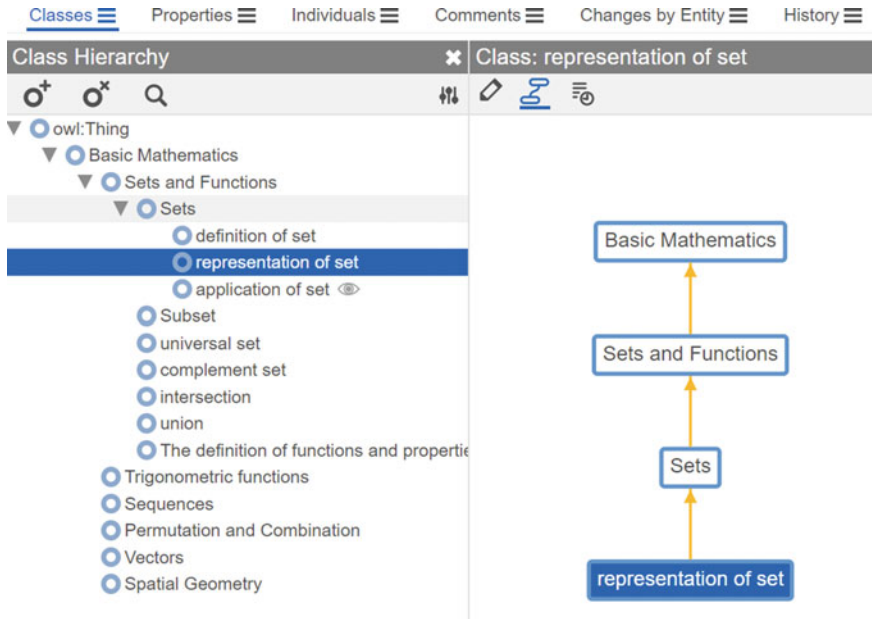 Classes Properties Individuals Comments Changes by Entity History
Class Hierarchy
owl:Thing
Basic Mathematics
Sets and Functions
Sets
definition of set
representation of set
application of set
Subset
universal set
complement set
intersection
union
The definition of functions and propertie
Trigonometric functions
Sequences
Permutation and Combination
Vectors
Spatial Geometry
Class: representation of set
Basic Mathematics
Sets and Functions
Sets
representation of set